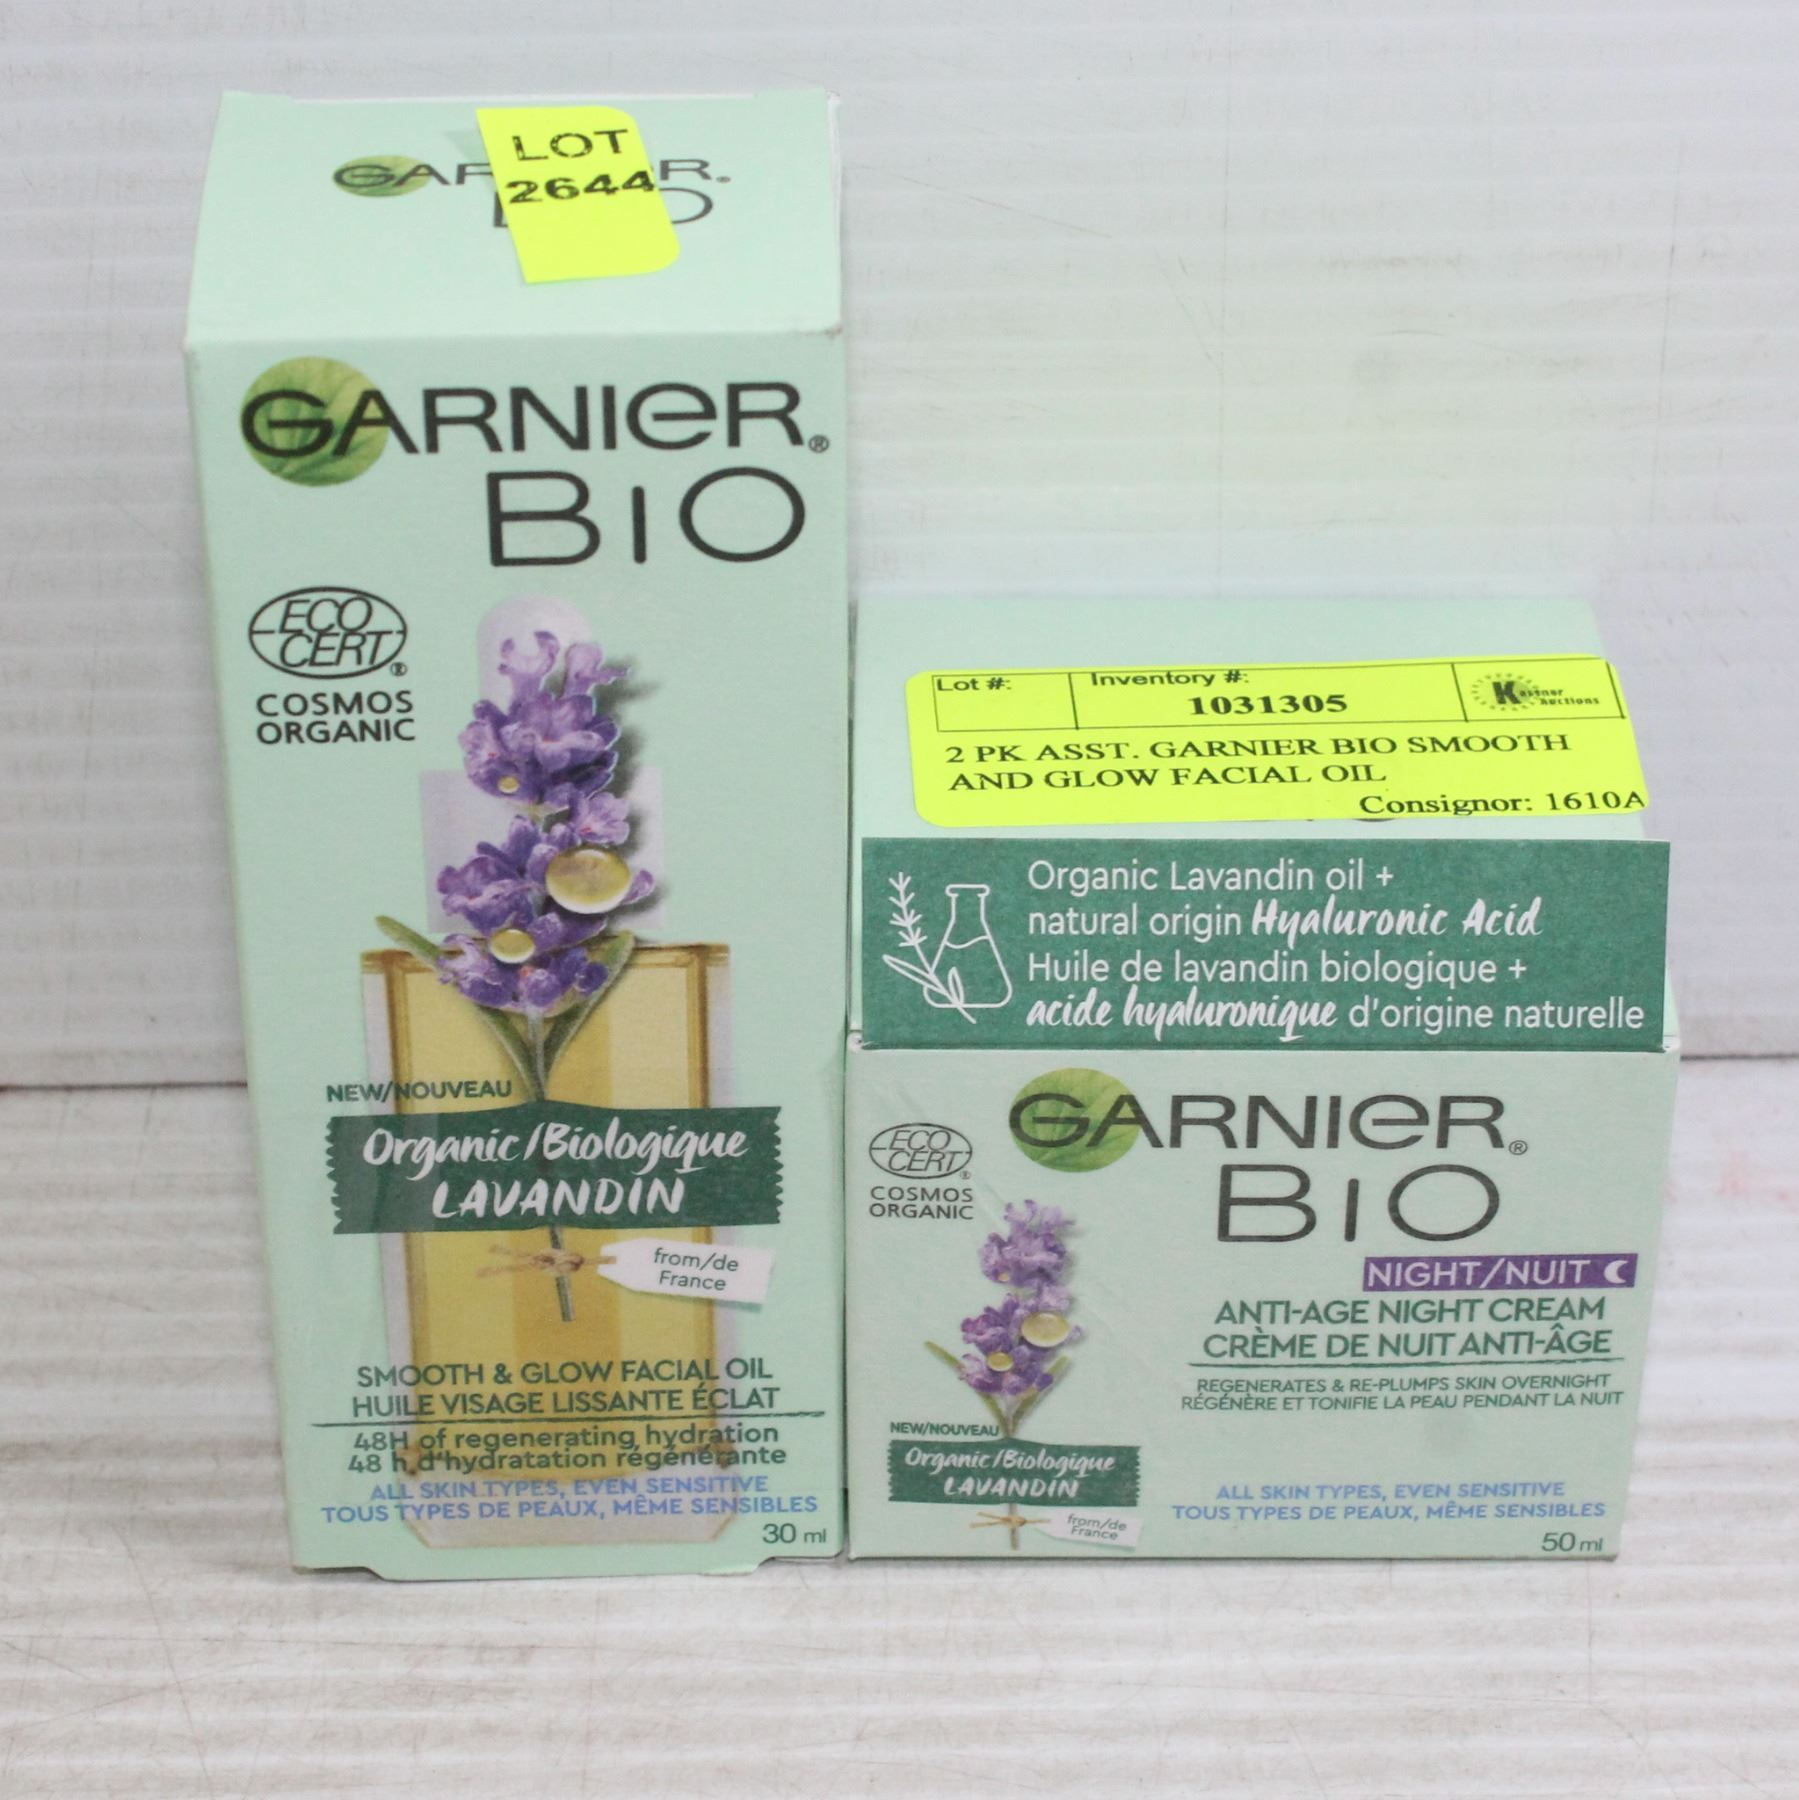 LOT
2644
GARNIER®
BIO
ECO
CERT®
COSMOS
ORGANIC
NEW/NOUVEAU
Organic/Biologique
LAVANDIN
from/de
France
SMOOTH & GLOW FACIAL OIL
HUILE VISAGE LISSANTE ÉCLAT
48H of regenerating hydration
48 h d'hydratation régénérante
ALL SKIN TYPES, EVEN SENSITIVE
TOUS TYPES DE PEAUX, MÊME SENSIBLES
30 ml
Lot #:
Inventory #:
1031305
Kastner
Auctions
2 PK ASST. GARNIER BIO SMOOTH
AND GLOW FACIAL OIL
Consignor: 1610A
Organic Lavandin oil +
natural origin Hyaluronic Acid
Huile de lavandin biologique +
acide hyaluronique d'origine naturelle
GARNIER®
BIO
ECO
CERT®
COSMOS
ORGANIC
NIGHT/NUIT
ANTI-AGE NIGHT CREAM
CRÈME DE NUIT ANTI-ÂGE
REGENERATES & RE-PLUMPS SKIN OVERNIGHT
RÉGÉNÈRE ET TONIFIE LA PEAU PENDANT LA NUIT
NEW/NOUVEAU
Organic/Biologique
LAVANDIN
from/de
France
ALL SKIN TYPES, EVEN SENSITIVE
TOUS TYPES DE PEAUX, MÊME SENSIBLES
50 ml